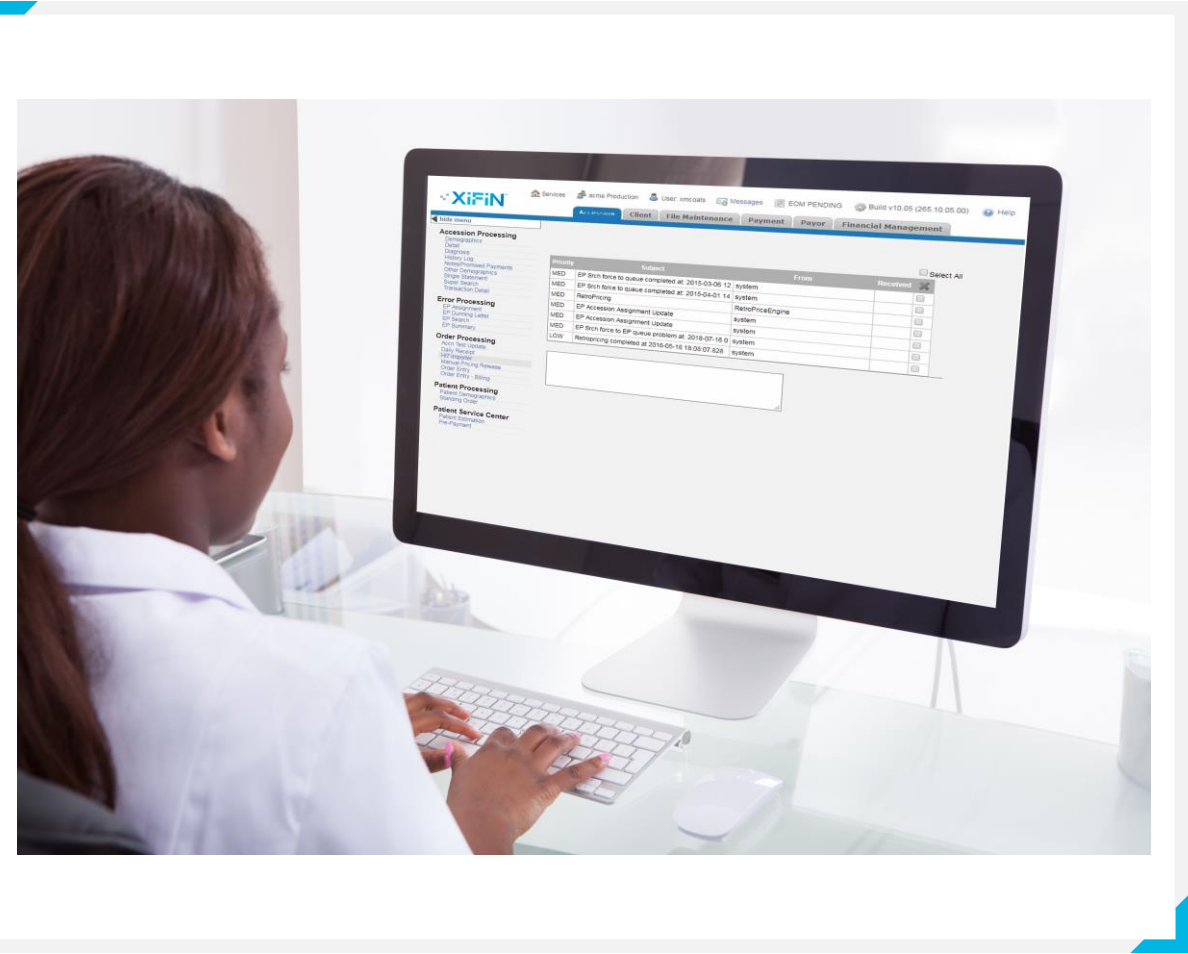 XiFiN
Services
acme Production
User: xmcoats
Messages
EOM PENDING
Build v10.05 (265.10.05.00)
Help
hide menu
Accession
Client
File Maintenance
Payment
Payor
Financial Management
Accession Processing
Demographics
Detail
Diagnosis
History Log
Notes/Promised Payments
Other Demographics
Single Statement
Super Search
Transaction Detail
Error Processing
EP Assignment
EP Dunning Letter
EP Search
EP Summary
Order Processing
Accn Test Update
Daily Receipt
HIT Importer
Manual Pricing Release
Order Entry
Order Entry - Billing
Patient Processing
Patient Demographics
Standing Order
Patient Service Center
Patient Estimation
Pre-Payment
Select All
Priority Subject From Received
MED EP Srch force to queue completed at: 2015-03-06 12 system
MED EP Srch force to queue completed at: 2015-04-01 14 system
MED RetroPricing RetroPriceEngine
MED EP Accession Assignment Update system
MED EP Accession Assignment Update system
MED EP Srch force to EP queue problem at 2018-07-16 0 system
LOW Retropricing completed at 2016-05-16 18:08:07.828 system